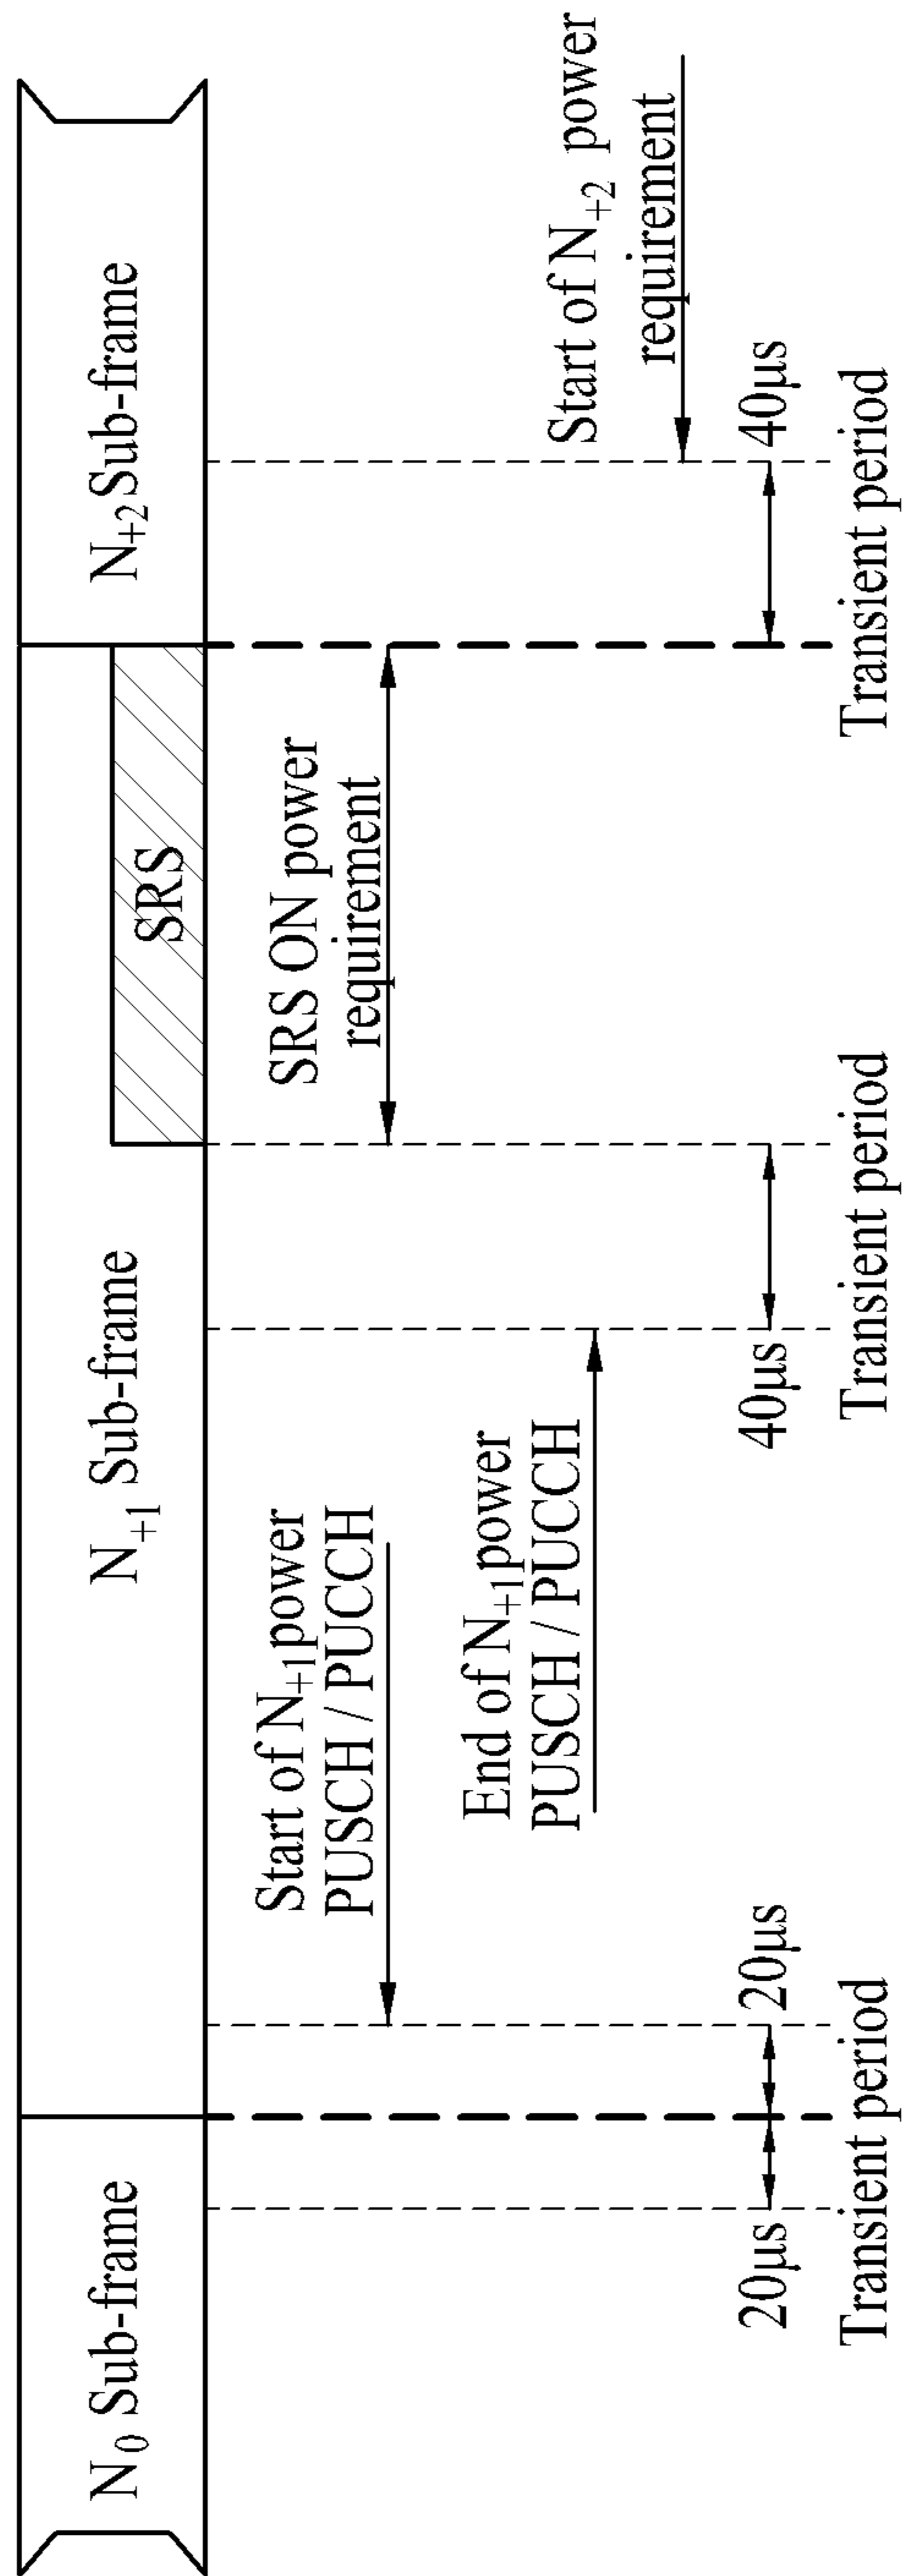 N0 Sub-frame
N+1 Sub-frame
SRS
N+2 Sub-frame
Start of N+1 power
PUSCH / PUCCH
SRS ON power
requirement
End of N+1 power
PUSCH / PUCCH
Start of N+2 power
requirement
20µs
20µs
40µs
40µs
Transient period
Transient period
Transient period